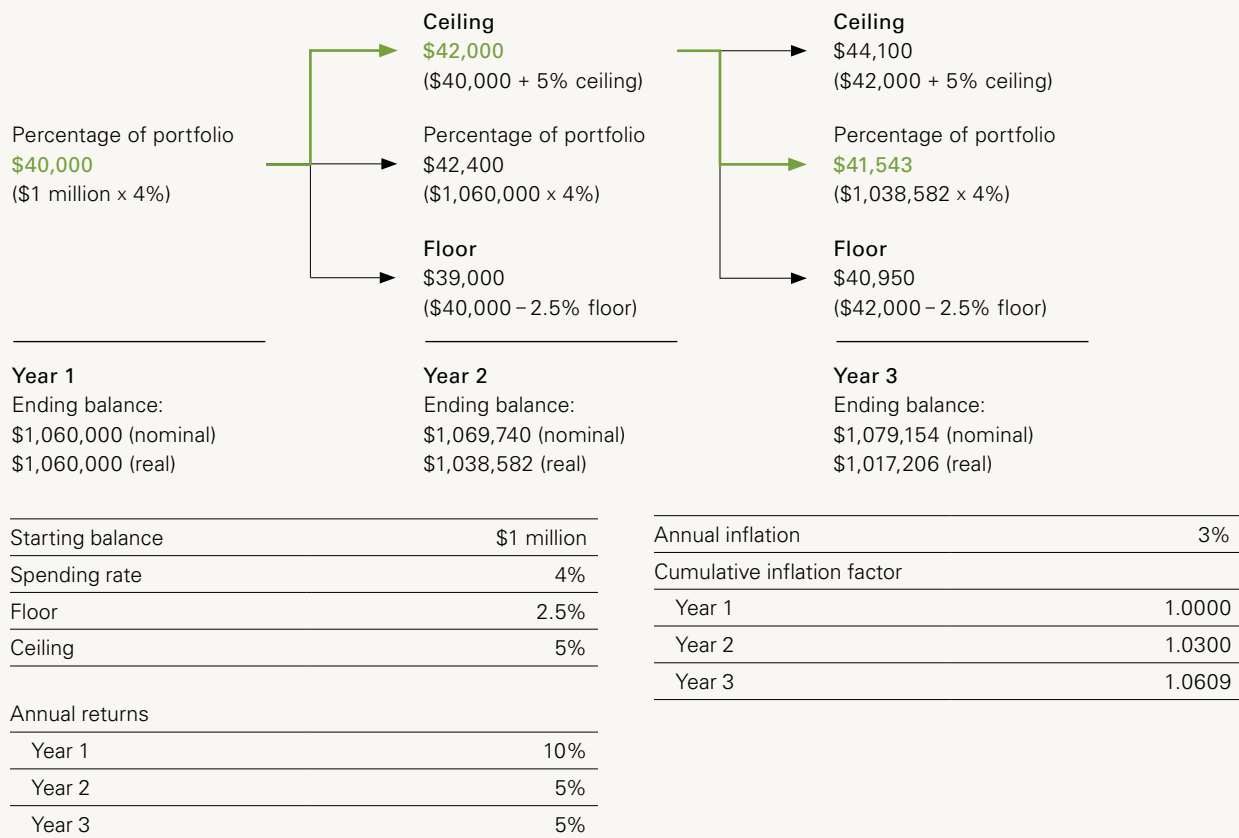 Percentage of portfolio
$40,000
($1 million x 4%)
Ceiling
$42,000
($40,000 + 5% ceiling)
Percentage of portfolio
$42,400
($1,060,000 x 4%)
Floor
$39,000
($40,000 – 2.5% floor)
Ceiling
$44,100
($42,000 + 5% ceiling)
Percentage of portfolio
$41,543
($1,038,582 x 4%)
Floor
$40,950
($42,000 – 2.5% floor)
Year 1
Ending balance:
$1,060,000 (nominal)
$1,060,000 (real)
Year 2
Ending balance:
$1,069,740 (nominal)
$1,038,582 (real)
Year 3
Ending balance:
$1,079,154 (nominal)
$1,017,206 (real)
Starting balance $1 million
Spending rate 4%
Floor 2.5%
Ceiling 5%
Annual returns
Year 1 10%
Year 2 5%
Year 3 5%
Annual inflation 3%
Cumulative inflation factor
Year 1 1.0000
Year 2 1.0300
Year 3 1.0609